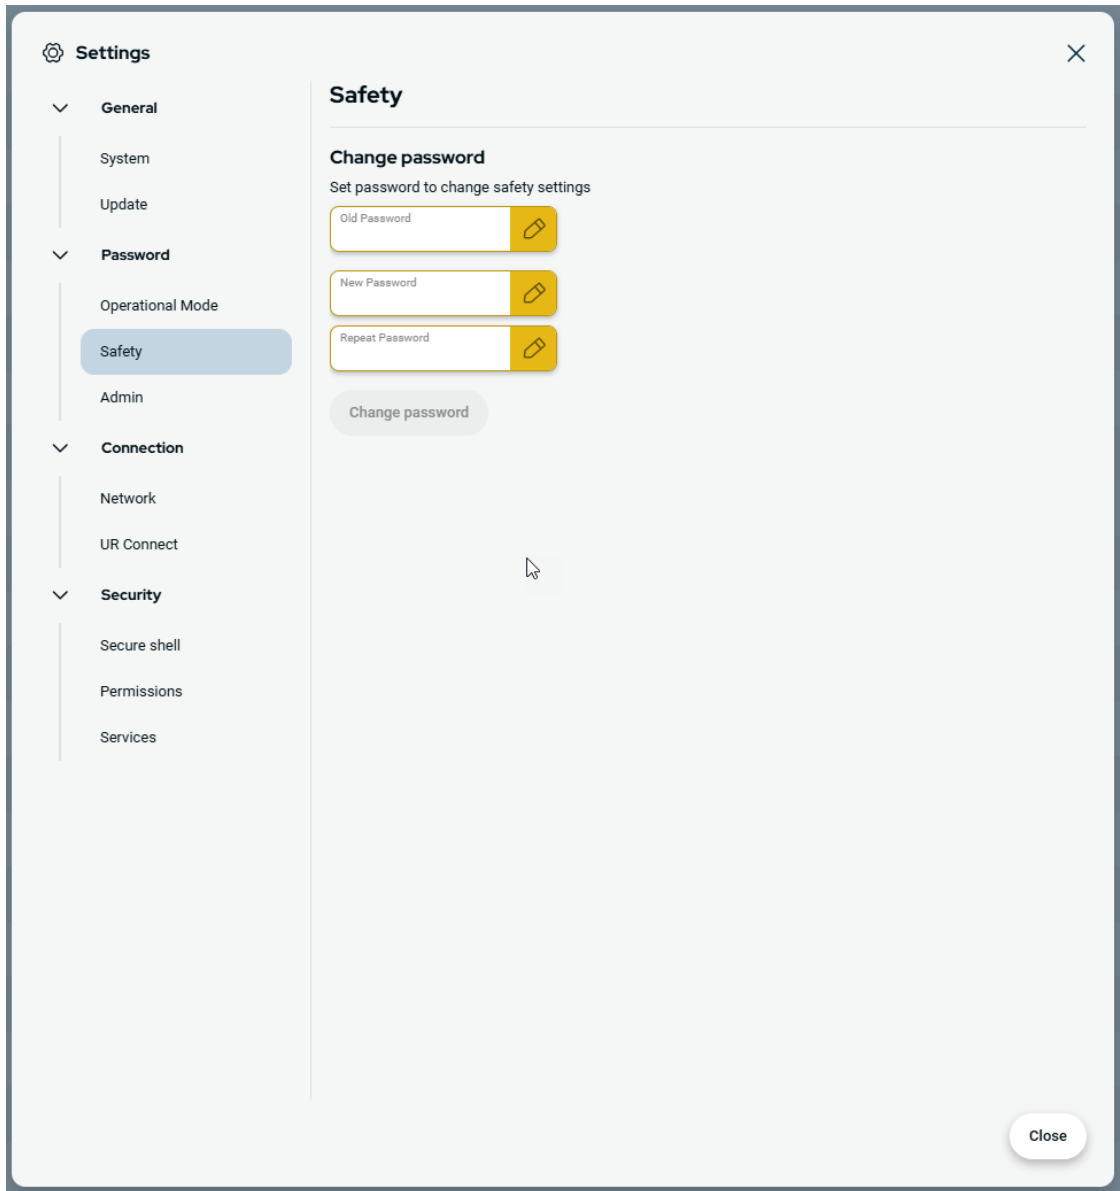 Settings
General
System
Update
Password
Operational Mode
Safety
Admin
Connection
Network
UR Connect
Security
Secure shell
Permissions
Services
Safety
Change password
Set password to change safety settings
Old Password
New Password
Repeat Password
Change password
Close